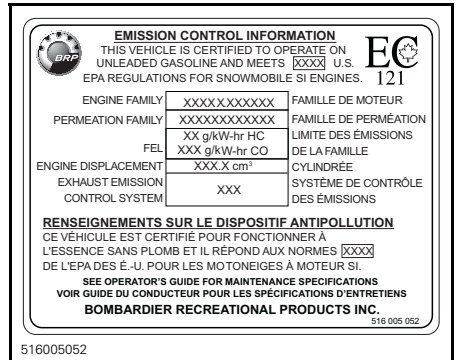 BRP
EMISSION CONTROL INFORMATION
THIS VEHICLE IS CERTIFIED TO OPERATE ON
UNLEADED GASOLINE AND MEETS XXXX U.S.
EPA REGULATIONS FOR SNOWMOBILE SI ENGINES.
EC
121
ENGINE FAMILY XXXXXXXXXXXX FAMILLE DE MOTEUR
PERMEATION FAMILY XXXXXXXXXXXX FAMILLE DE PERMÉATION
FEL XX g/kW-hr HC LIMITE DES ÉMISSIONS
XXX g/kW-hr CO DE LA FAMILLE
ENGINE DISPLACEMENT XXX.X cm³ CYLINDRÉE
EXHAUST EMISSION XXX SYSTÈME DE CONTRÔLE
CONTROL SYSTEM DES ÉMISSIONS
RENSEIGNEMENTS SUR LE DISPOSITIF ANTIPOLLUTION
CE VÉHICULE EST CERTIFIÉ POUR FONCTIONNER À
L'ESSENCE SANS PLOMB ET IL RÉPOND AUX NORMES XXXX
DE L'EPA DES É.-U. POUR LES MOTONEIGES À MOTEUR SI.
SEE OPERATOR'S GUIDE FOR MAINTENANCE SPECIFICATIONS
VOIR GUIDE DU CONDUCTEUR POUR LES SPÉCIFICATIONS D'ENTRETIENS
BOMBARDIER RECREATIONAL PRODUCTS INC.
516 005 052
516005052